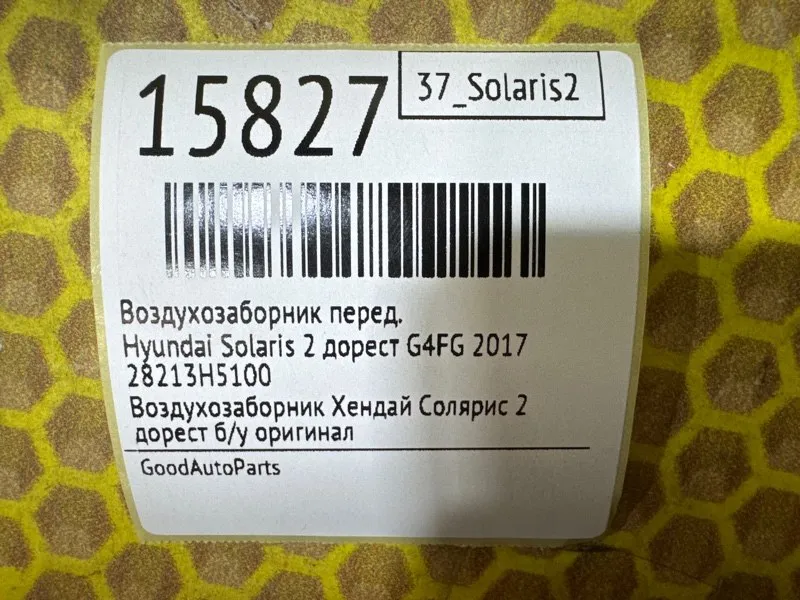 15827
37_Solaris2
Воздухозаборник перед.
Hyundai Solaris 2 дорест G4FG 2017
28213H5100
Воздухозаборник Хендай Солярис 2
дорест б/у оригинал
GoodAutoParts